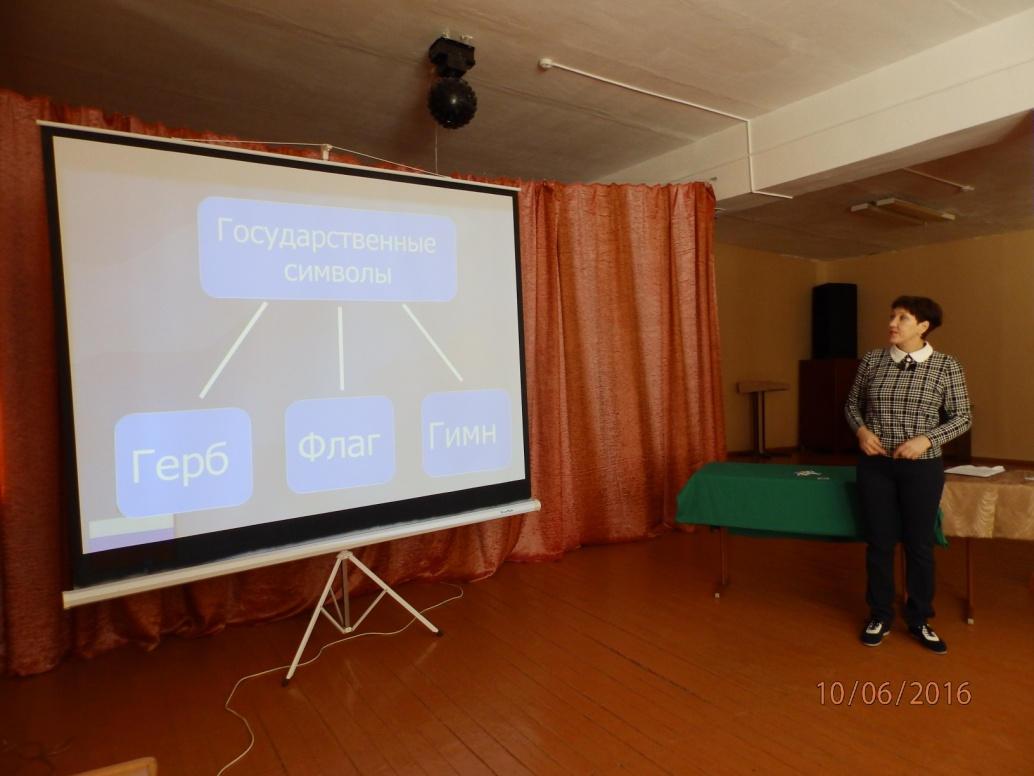 Государственные
символы
Герб
Флаг
Гимн
10/06/2016